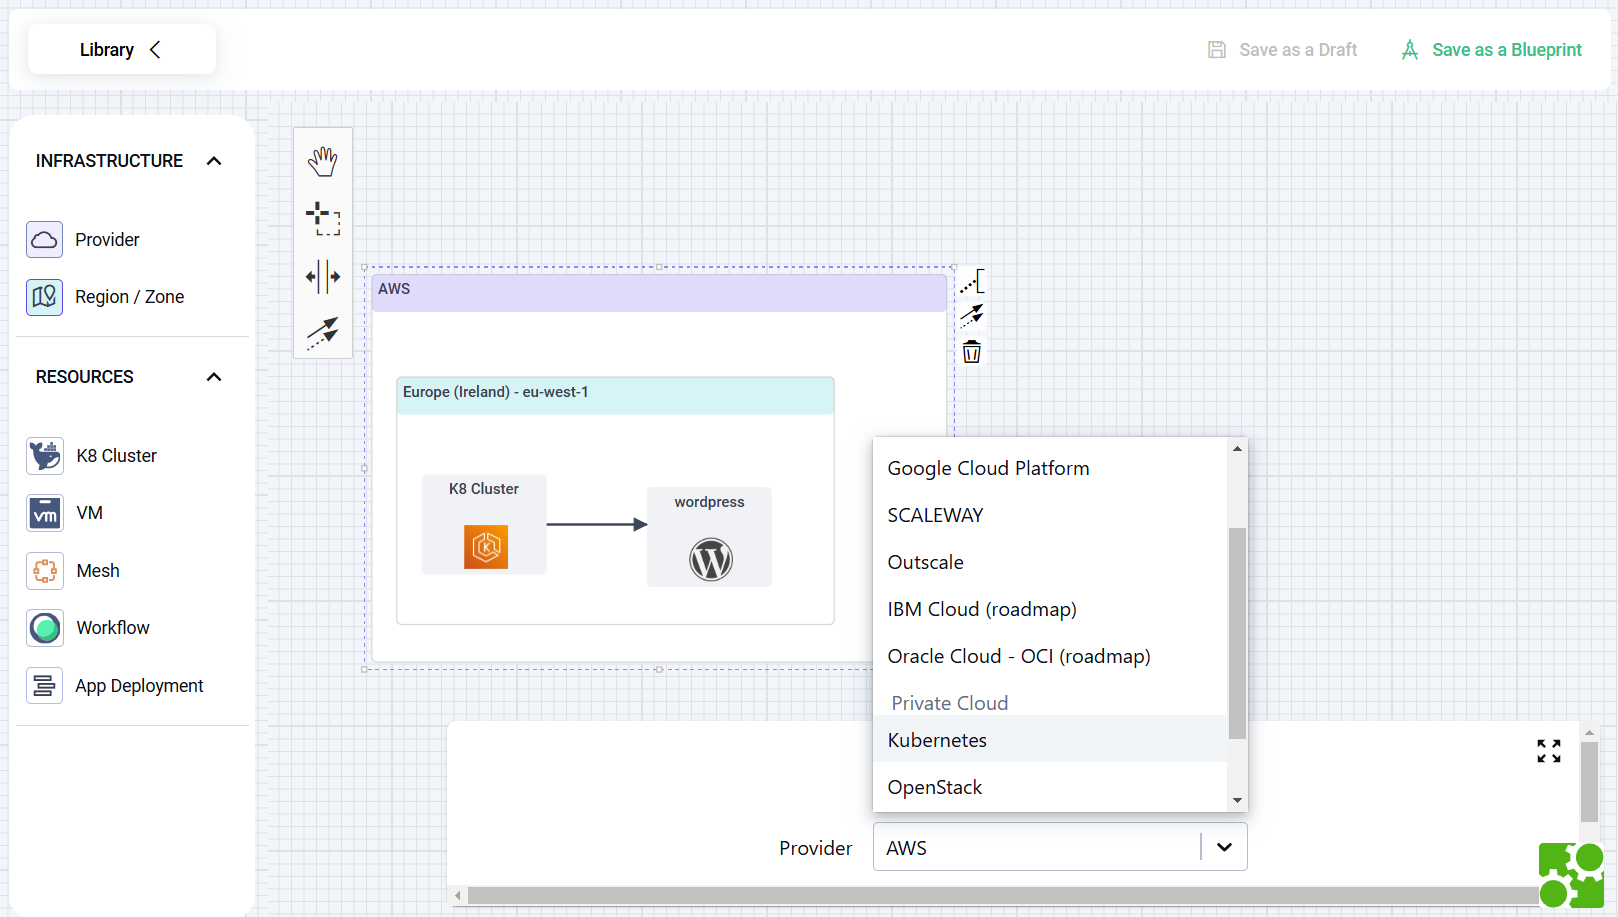 Library
Save as a Draft
Save as a Blueprint
INFRASTRUCTURE
Provider
Region / Zone
RESOURCES
K8 Cluster
VM
Mesh
Workflow
App Deployment
AWS
Europe (Ireland) - eu-west-1
K8 Cluster
K
wordpress
W
vm
Google Cloud Platform
SCALEWAY
Outscale
IBM Cloud (roadmap)
Oracle Cloud - OCI (roadmap)
Private Cloud
Kubernetes
OpenStack
Provider
AWS